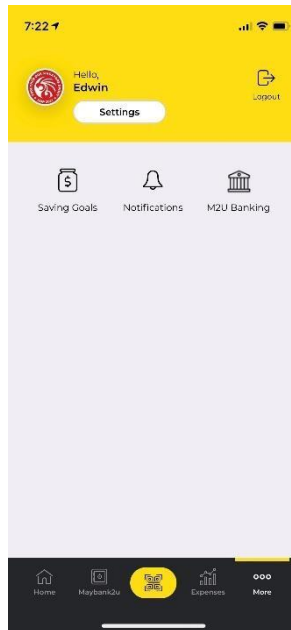 7:22
Hello,
Edwin
Settings
Logout
Saving Goals
Notifications
M2U Banking
Home
Maybank2u
Expenses
More